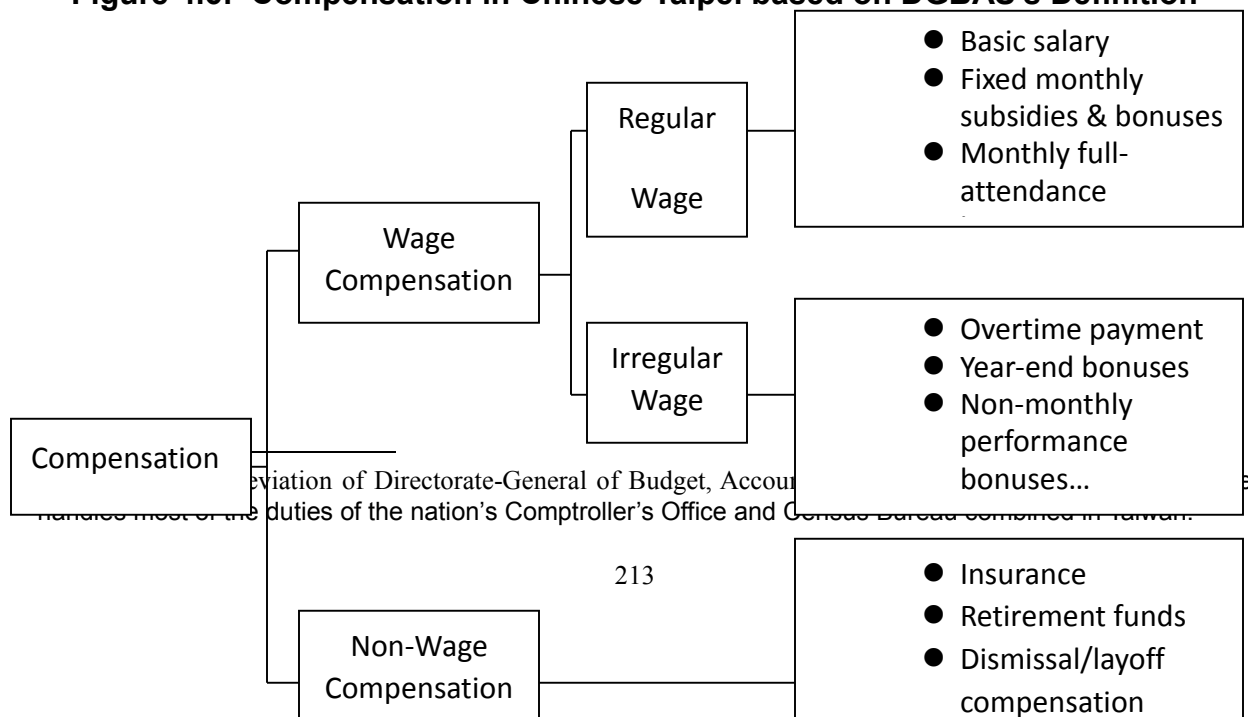 Compensation in Chinese Taipei based on DGBAS's Definition
● Basic salary
● Fixed monthly
subsidies & bonuses
● Monthly full-
attendance
Regular
Wage
Wage
Compensation
● Overtime payment
● Year-end bonuses
● Non-monthly
performance
bonuses…
Irregular
Wage
Compensation
eviation of Directorate-General of Budget, Accoun
handles most of the duties of the nation's Comptroller's Office and Census Bureau combined in Taiwan.
213
● Insurance
● Retirement funds
● Dismissal/layoff
compensation
Non-Wage
Compensation